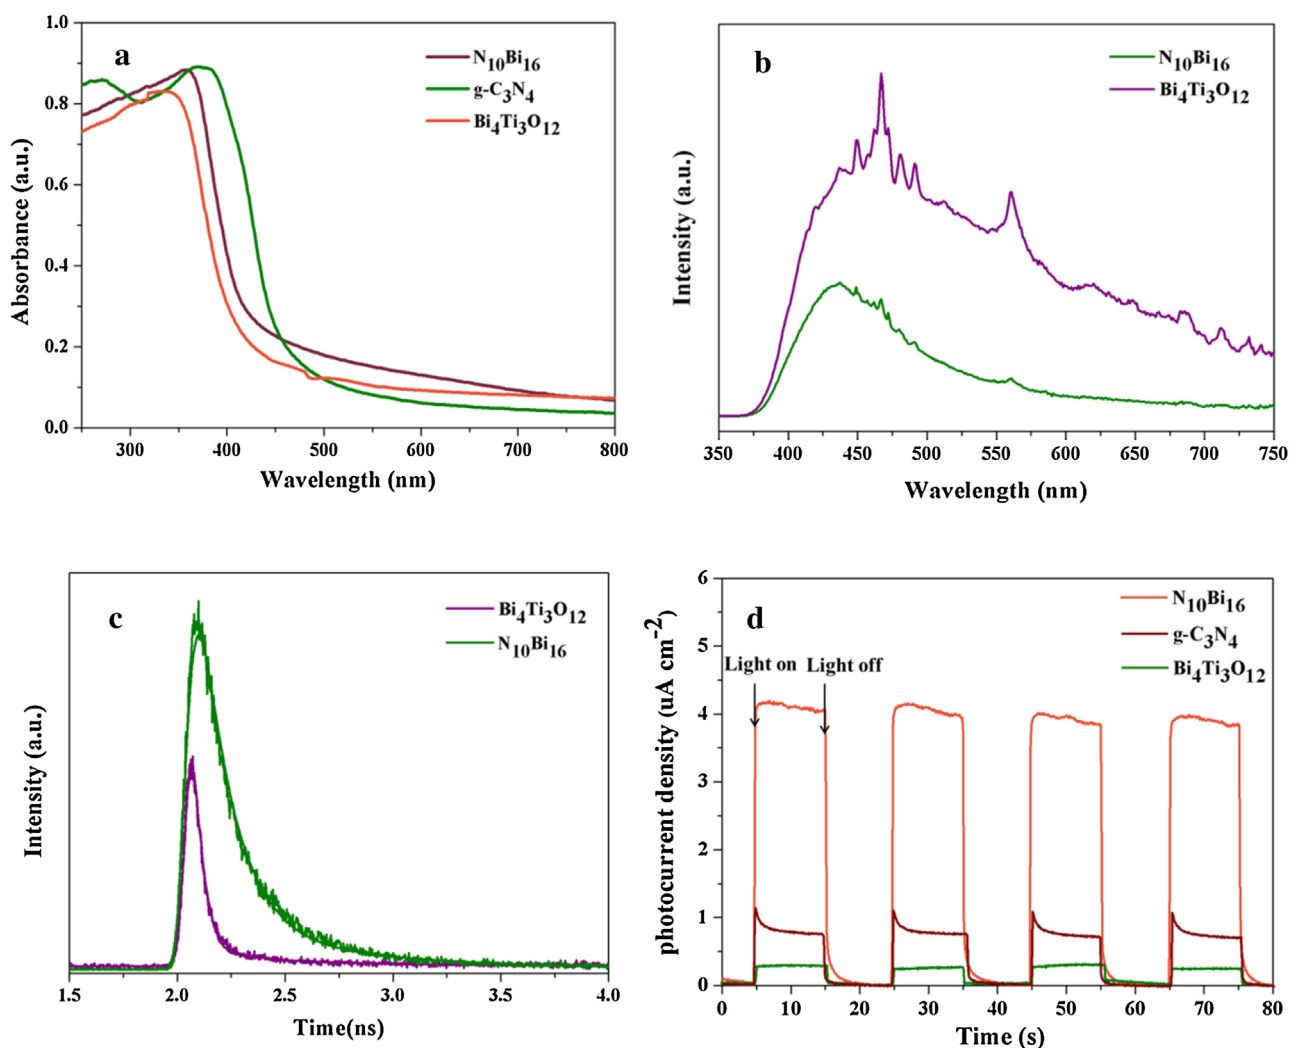 a
N10Bi16
g-C3N4
Bi4Ti3O12
1.0
0.8
0.6
0.4
0.2
0.0
Absorbance (a.u.)
300 400 500 600 700 800
Wavelength (nm)
b
N10Bi16
Bi4Ti3O12
Intensity (a.u.)
350 400 450 500 550 600 650 700 750
Wavelength (nm)
c
Bi4Ti3O12
N10Bi16
Intensity (a.u.)
1.5 2.0 2.5 3.0 3.5 4.0
Time(ns)
d
N10Bi16
g-C3N4
Bi4Ti3O12
Light on Light off
6
5
4
3
2
1
0
photocurrent density (uA cm-2)
0 10 20 30 40 50 60 70 80
Time (s)